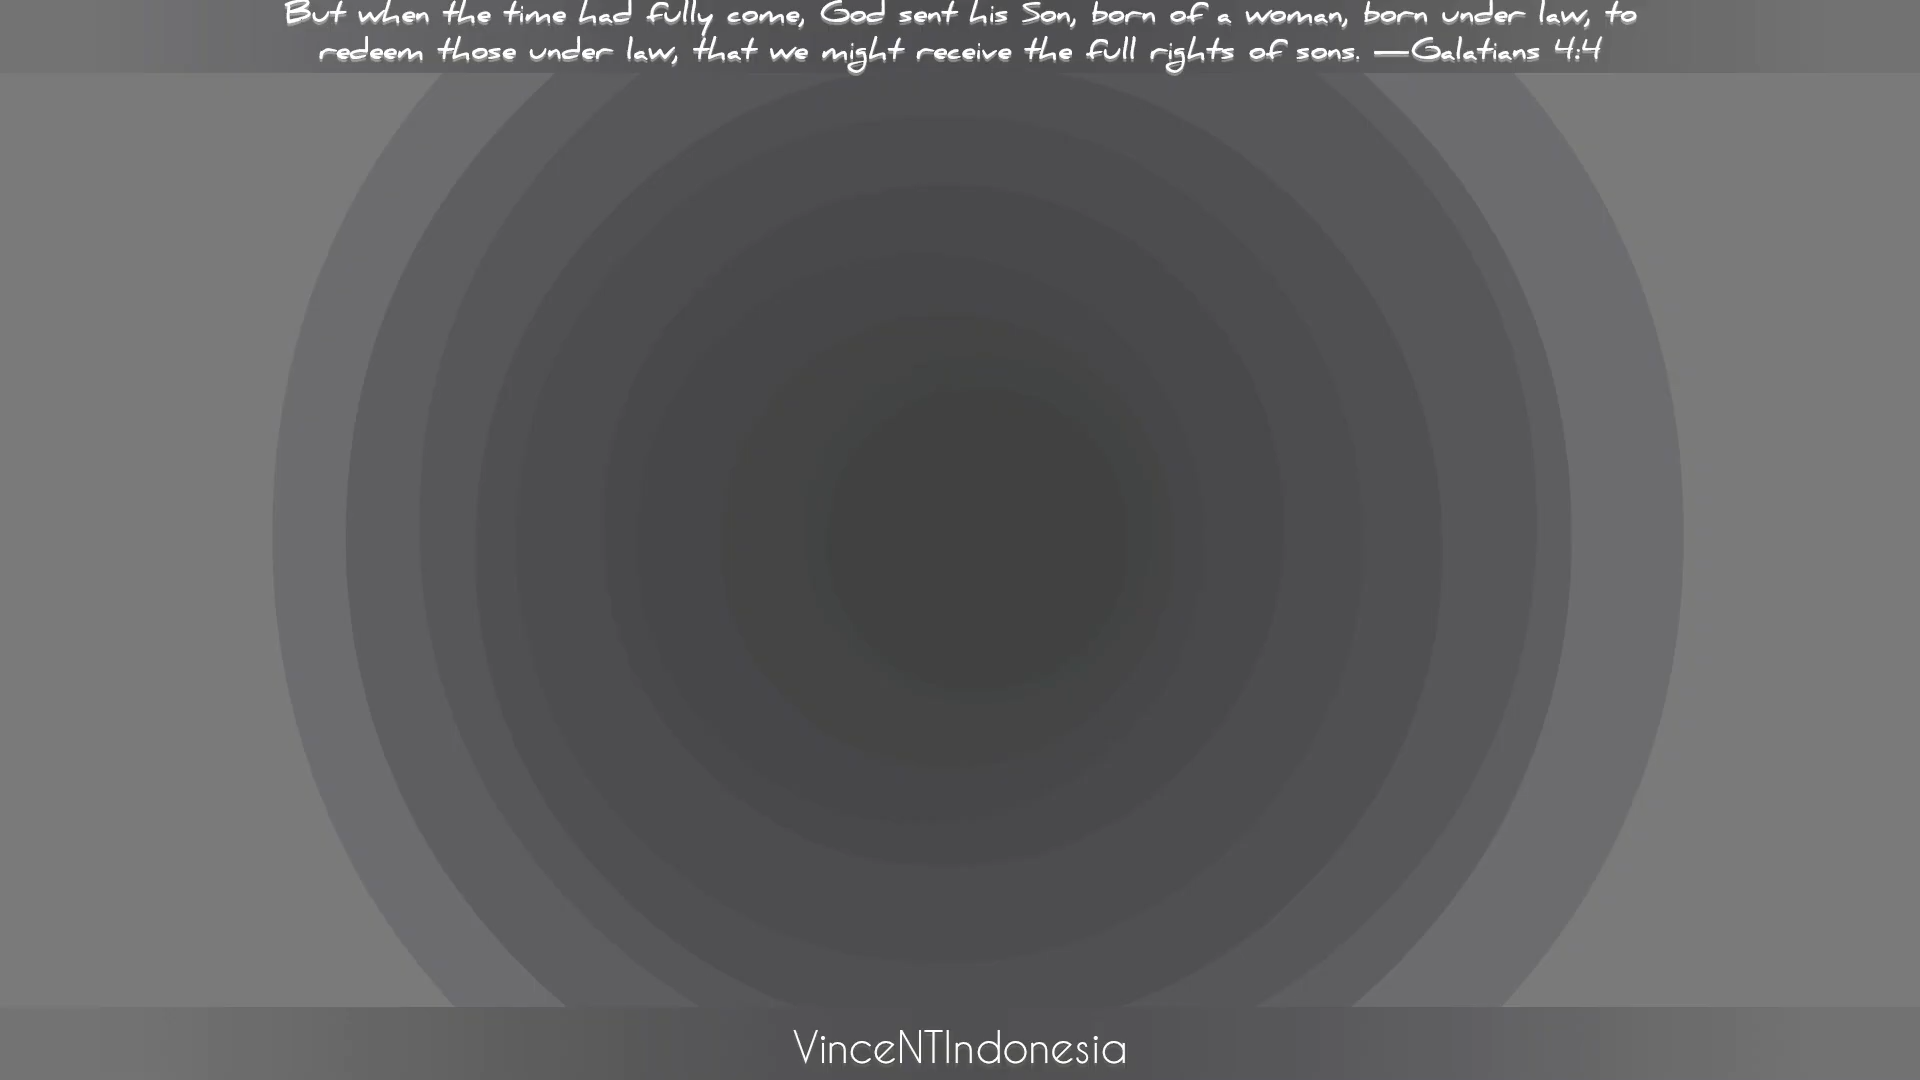 But when the time had fully come, God sent his Son, born of a woman, born under law, to
redeem those under law, that we might receive the full rights of sons. —Galatians 4:4
VinceNTIndonesia